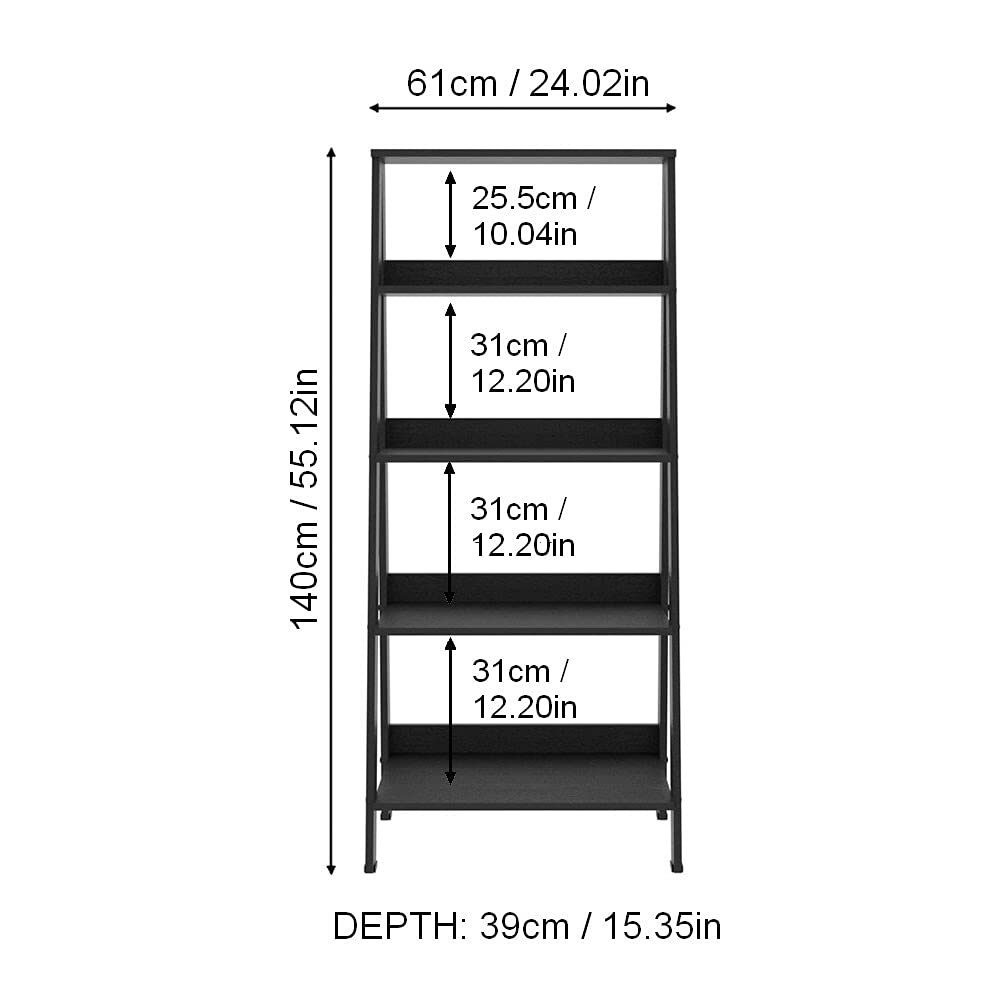 61cm / 24.02in
25.5cm /
10.04in
31cm /
12.20in
140cm / 55.12in
31cm /
12.20in
31cm /
12.20in
DEPTH: 39cm / 15.35in